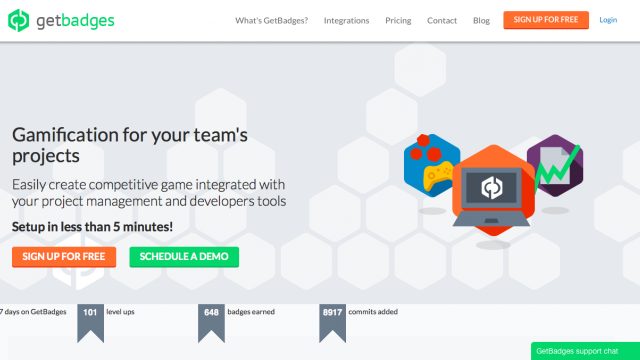 getbadges
What's GetBadges?
Integrations
Pricing
Contact
Blog
SIGN UP FOR FREE
Login
Gamification for your team's
projects
Easily create competitive game integrated with
your project management and developers tools
Setup in less than 5 minutes!
SIGN UP FOR FREE
SCHEDULE A DEMO
7 days on GetBadges
101 level ups
648 badges earned
8917 commits added
GetBadges support chat